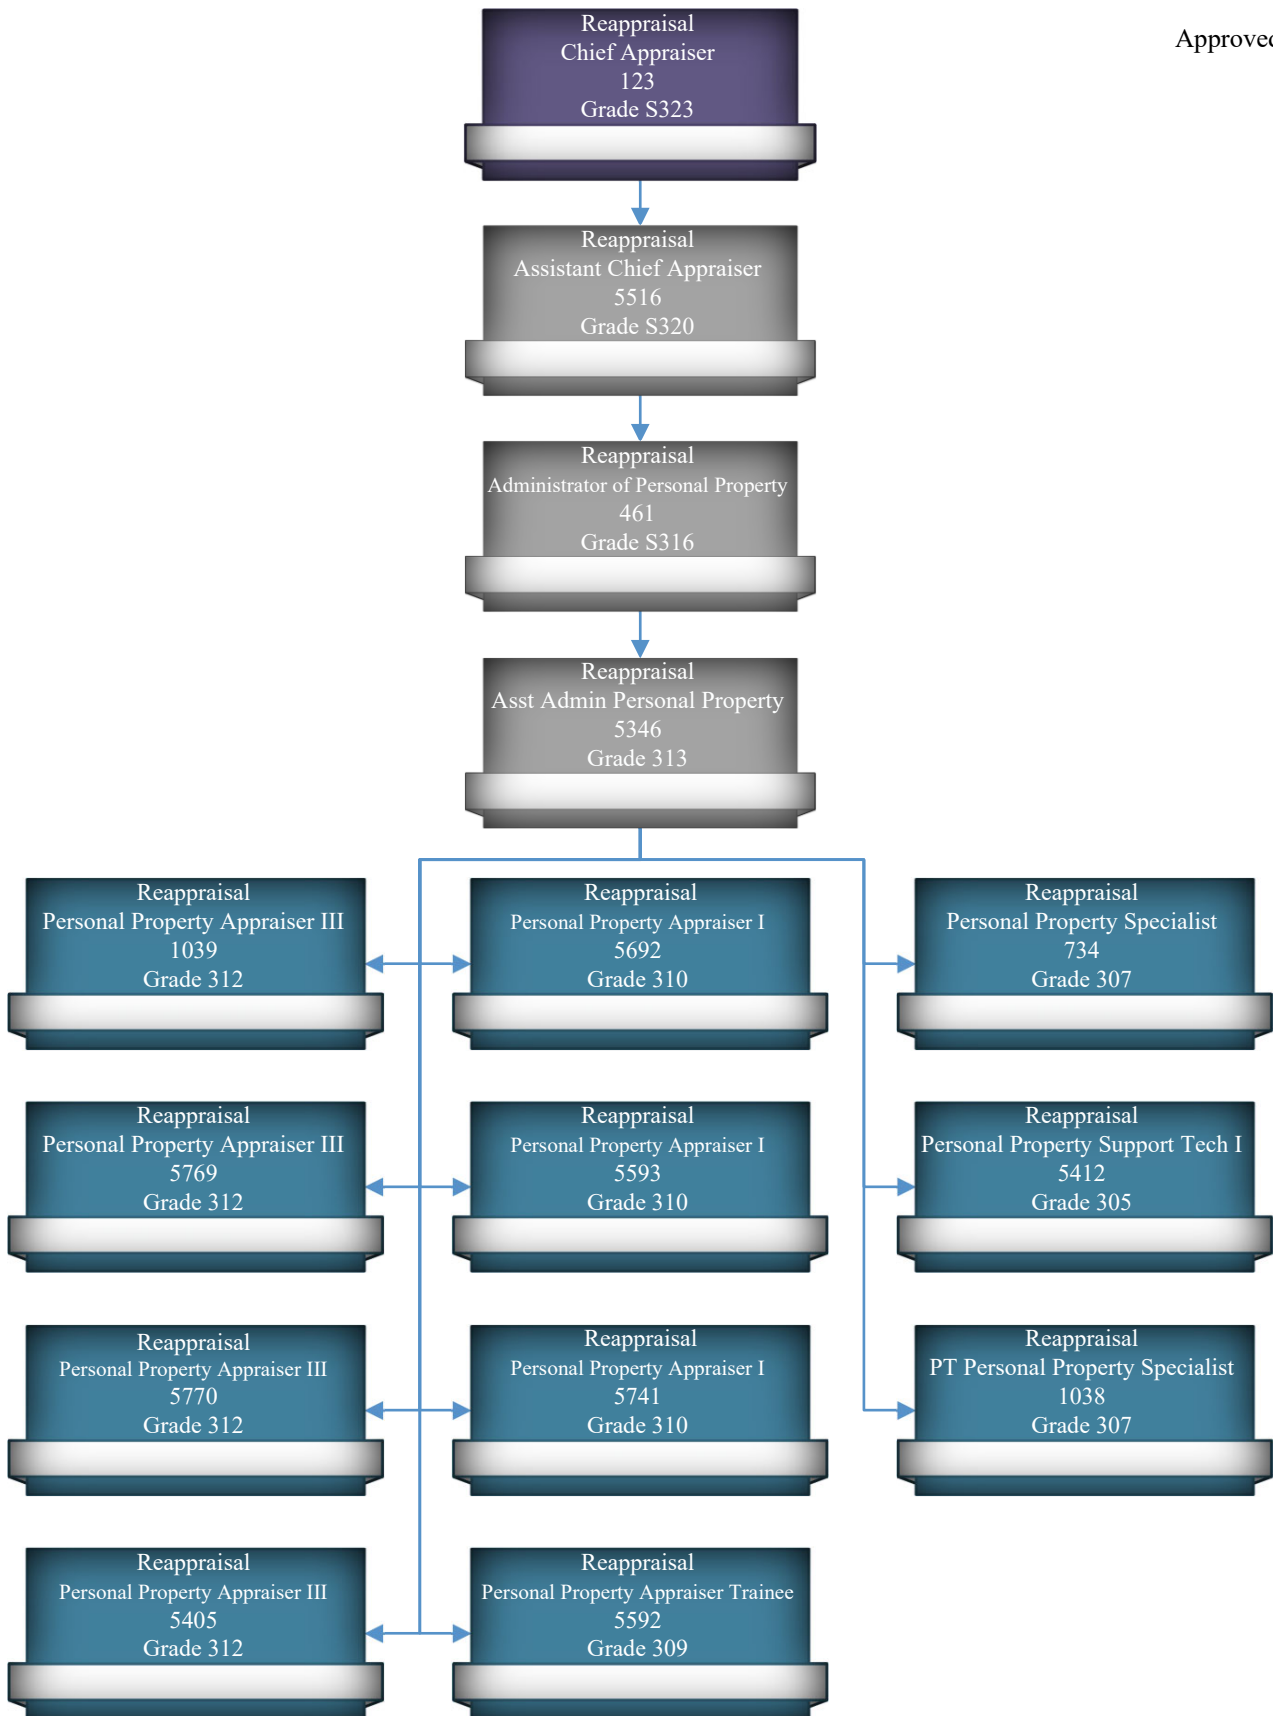 Reappraisal
Chief Appraiser
123
Grade S323
Approved
Reappraisal
Assistant Chief Appraiser
5516
Grade S320
Reappraisal
Administrator of Personal Property
461
Grade S316
Reappraisal
Asst Admin Personal Property
5346
Grade 313
Reappraisal
Personal Property Appraiser III
1039
Grade 312
Reappraisal
Personal Property Appraiser I
5692
Grade 310
Reappraisal
Personal Property Specialist
734
Grade 307
Reappraisal
Personal Property Appraiser III
5769
Grade 312
Reappraisal
Personal Property Appraiser I
5593
Grade 310
Reappraisal
Personal Property Support Tech I
5412
Grade 305
Reappraisal
Personal Property Appraiser III
5770
Grade 312
Reappraisal
Personal Property Appraiser I
5741
Grade 310
Reappraisal
PT Personal Property Specialist
1038
Grade 307
Reappraisal
Personal Property Appraiser III
5405
Grade 312
Reappraisal
Personal Property Appraiser Trainee
5592
Grade 309